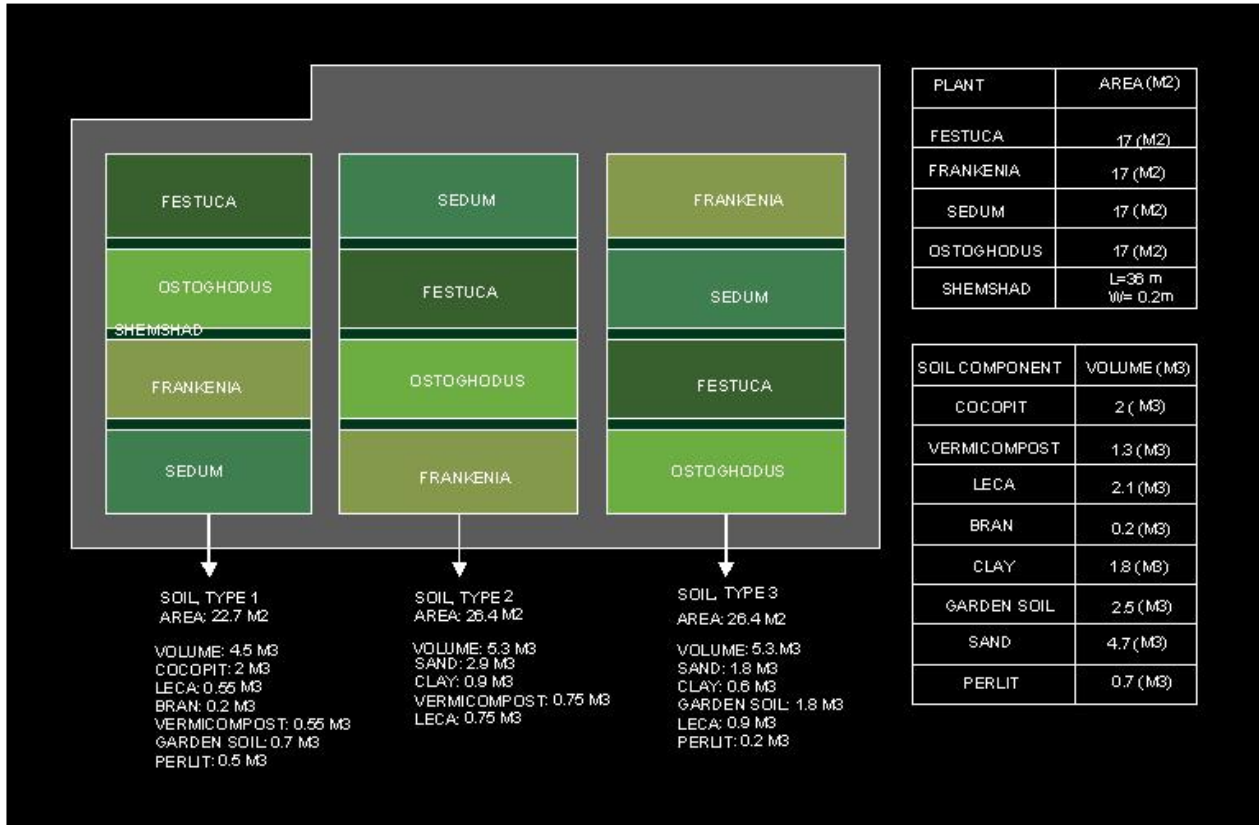 FESTUCA
OSTOGHODUS
SHEMSHAD
FRANKENIA
SEDUM
SEDUM
FESTUCA
OSTOGHODUS
FRANKENIA
FRANKENIA
SEDUM
FESTUCA
OSTOGHODUS
SOIL, TYPE 1
AREA: 22.7 M2
VOLUME: 4.5 M3
COCOPIT: 2 M3
LECA: 0.55 M3
BRAN: 0.2 M3
VERMICOMPOST: 0.55 M3
GARDEN SOIL: 0.7 M3
PERLIT: 0.5 M3
SOIL, TYPE 2
AREA: 26.4 M2
VOLUME: 5.3 M3
SAND: 2.9 M3
CLAY: 0.9 M3
VERMICOMPOST: 0.75 M3
LECA: 0.75 M3
SOIL, TYPE 3
AREA: 26.4 M2
VOLUME: 5.3.M3
SAND: 1.8 M3
CLAY: 0.6 M3
GARDEN SOIL: 1.8 M3
LECA: 0.9 M3
PERLIT: 0.2 M3
PLANT AREA (M2)
FESTUCA 17 (M2)
FRANKENIA 17 (M2)
SEDUM 17 (M2)
OSTOGHODUS 17 (M2)
SHEMSHAD L=36 m
W= 0.2m
SOIL COMPONENT VOLUME (M3)
COCOPIT 2 ( M3)
VERMICOMPOST 1.3 (M3)
LECA 2.1 (M3)
BRAN 0.2 (M3)
CLAY 1.8 (M3)
GARDEN SOIL 2.5 (M3)
SAND 4.7 (M3)
PERLIT 0.7 (M3)